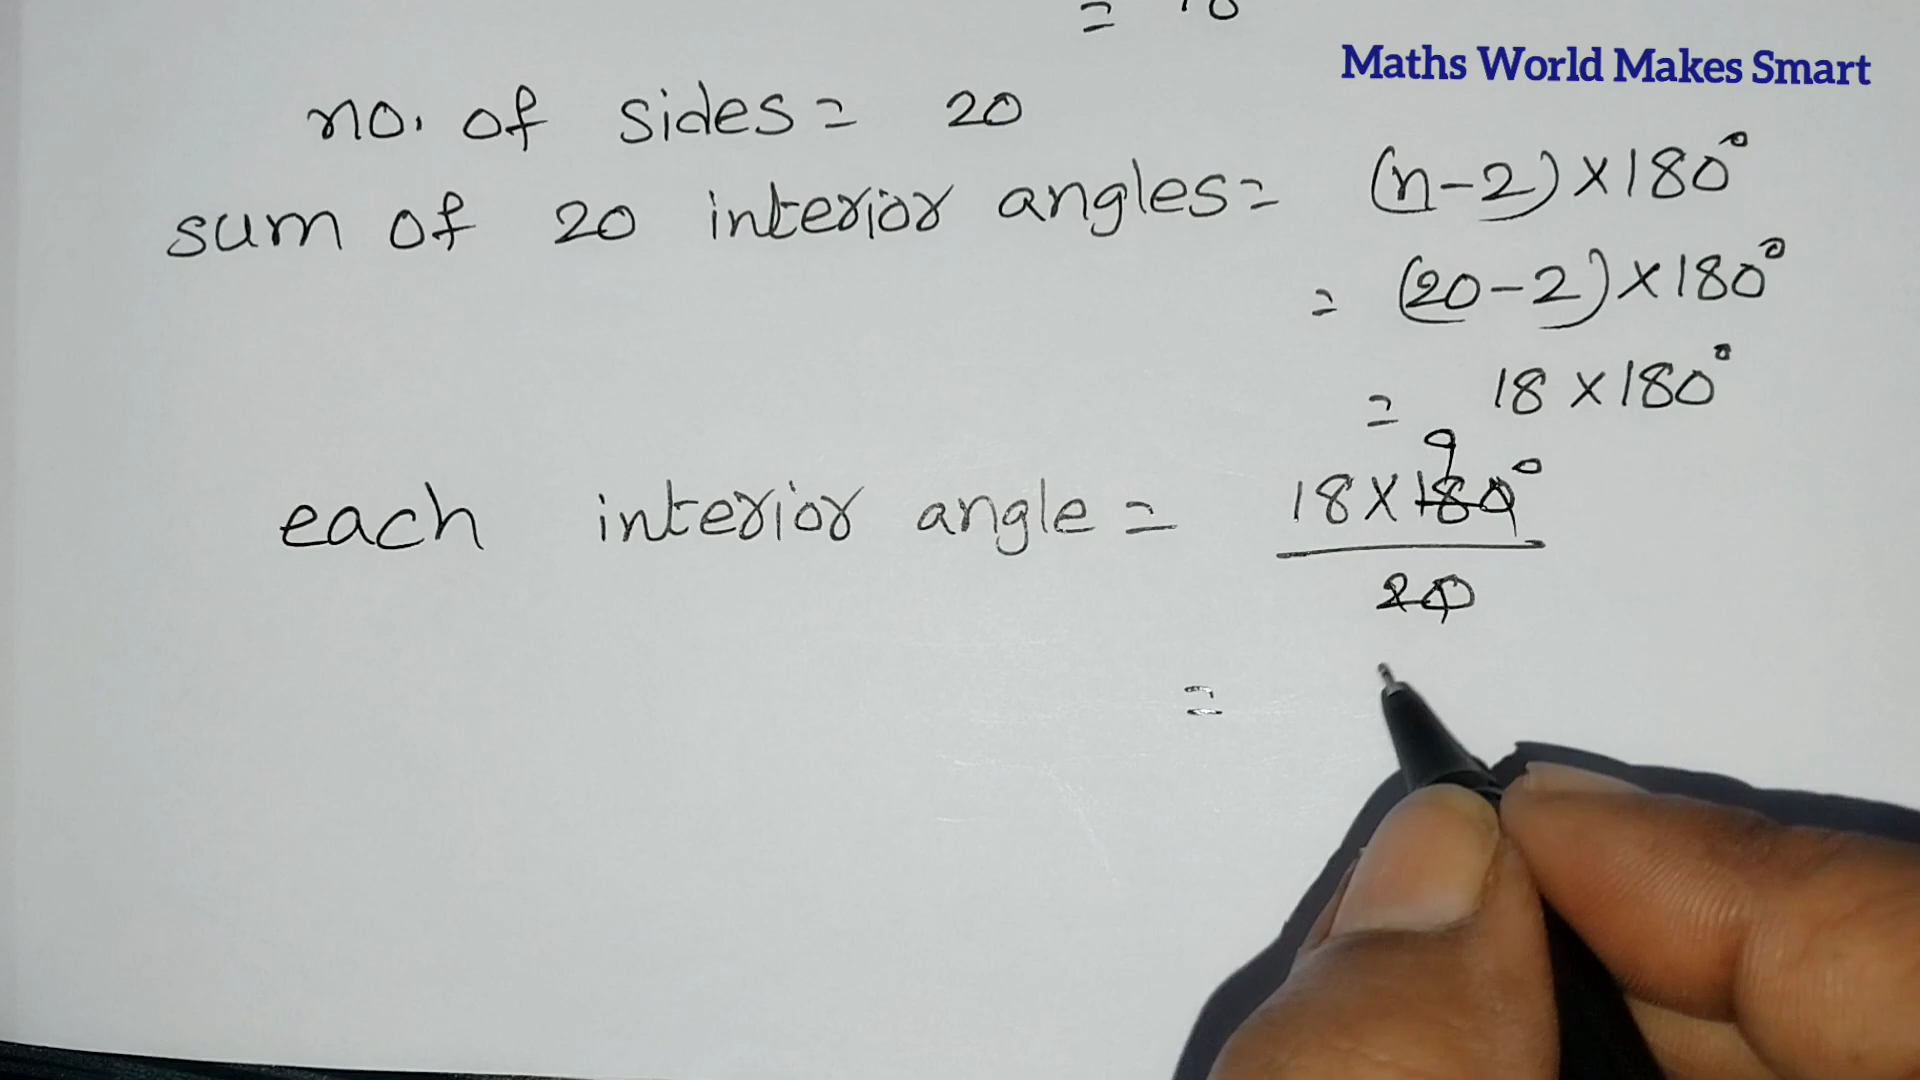 = 18
Maths World Makes Smart
no. of sides = 20
sum of 20 interior angles = (n-2)×180°
= (20-2)×180°
= 18×180°
9
each interior angle = 18×180°
20
=